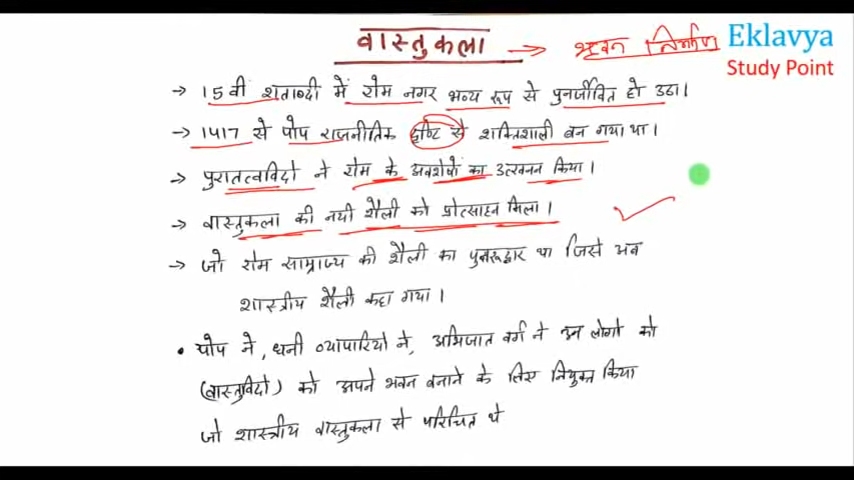 वास्तुकला → भवन निर्माण
Eklavya
Study Point
→ 15वी शताब्दी में रोम नगर भव्य रूप से पुनर्जीवित हो उठा।
→ 1417 से पोप राजनीतिक दृष्टि से शक्तिशाली बन गया था।
→ पुरातत्वविदो ने रोम के अवशेषों का उत्खनन किया।
→ वास्तुकला की नयी शैली को प्रोत्साहन मिला।
→ जो रोम साम्राज्य की शैली का पुनरूद्धार था जिसे अब
शास्त्रीय शैली कहा गया।
• पोप ने, धनी व्यापारियो ने, अभिजात वर्ग ने उन लोगो को
(वास्तुविदो) को अपने भवन बनाने के लिए नियुक्त किया
जो शास्त्रीय वास्तुकला से परिचित थे